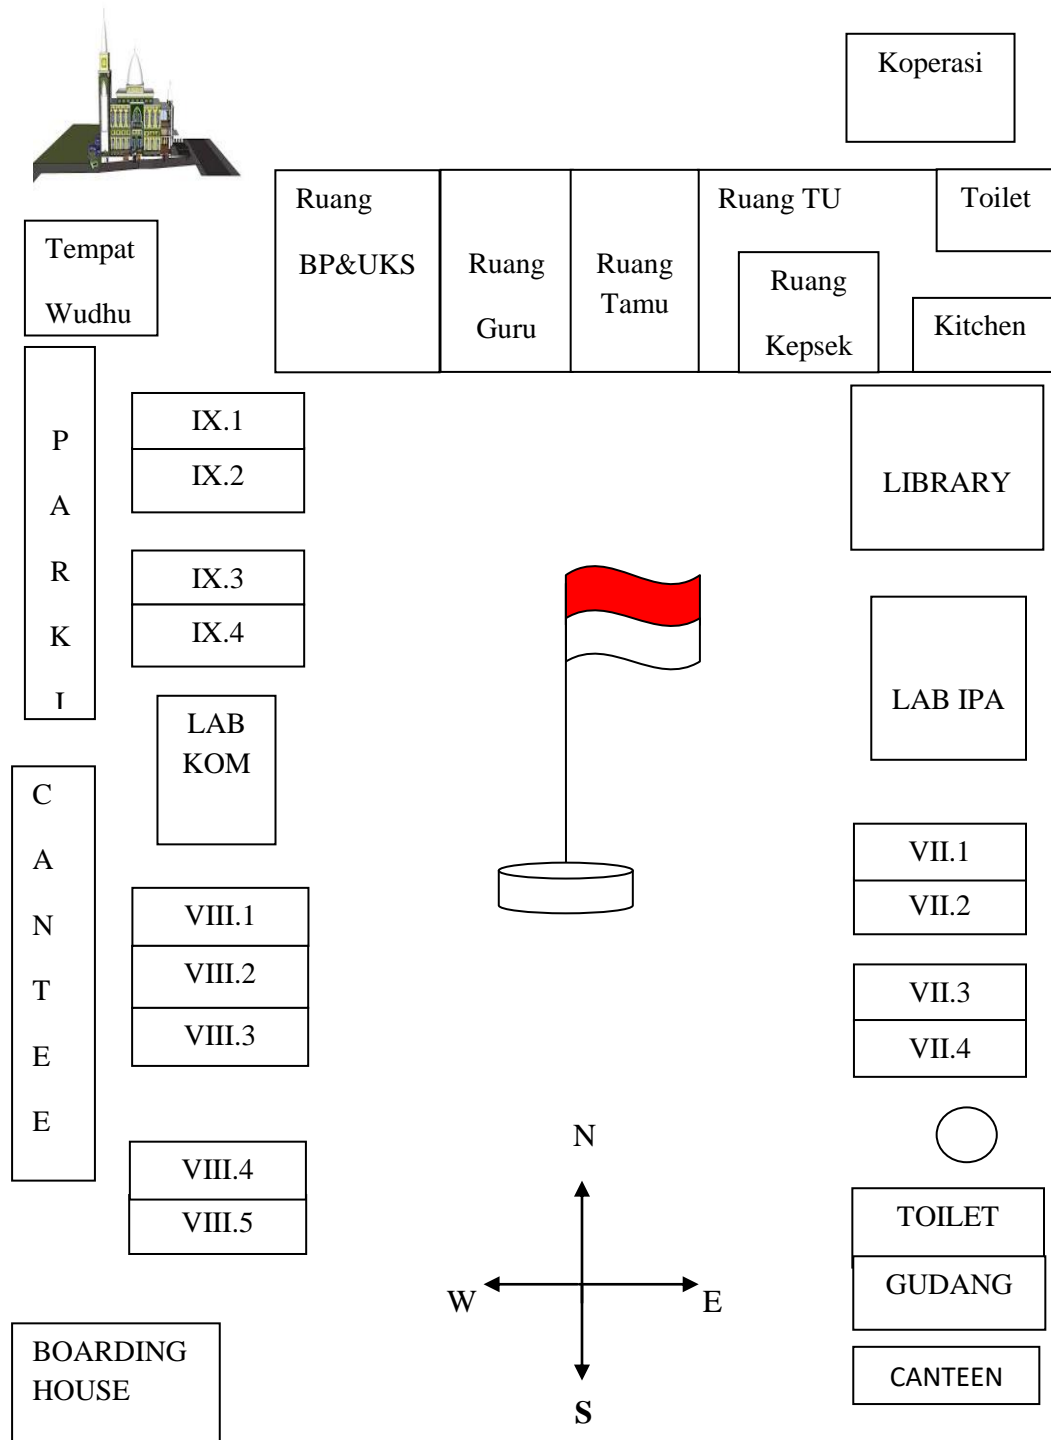 Koperasi
Ruang
BP&UKS
Ruang
Guru
Ruang
Tamu
Ruang TU
Ruang
Kepsek
Toilet
Kitchen
Tempat
Wudhu
P
A
R
K
I
IX.1
IX.2
IX.3
IX.4
LIBRARY
LAB IPA
LAB
KOM
C
A
N
T
E
E
VIII.1
VIII.2
VIII.3
VIII.4
VIII.5
VII.1
VII.2
VII.3
VII.4
N
W
E
S
TOILET
GUDANG
CANTEEN
BOARDING
HOUSE